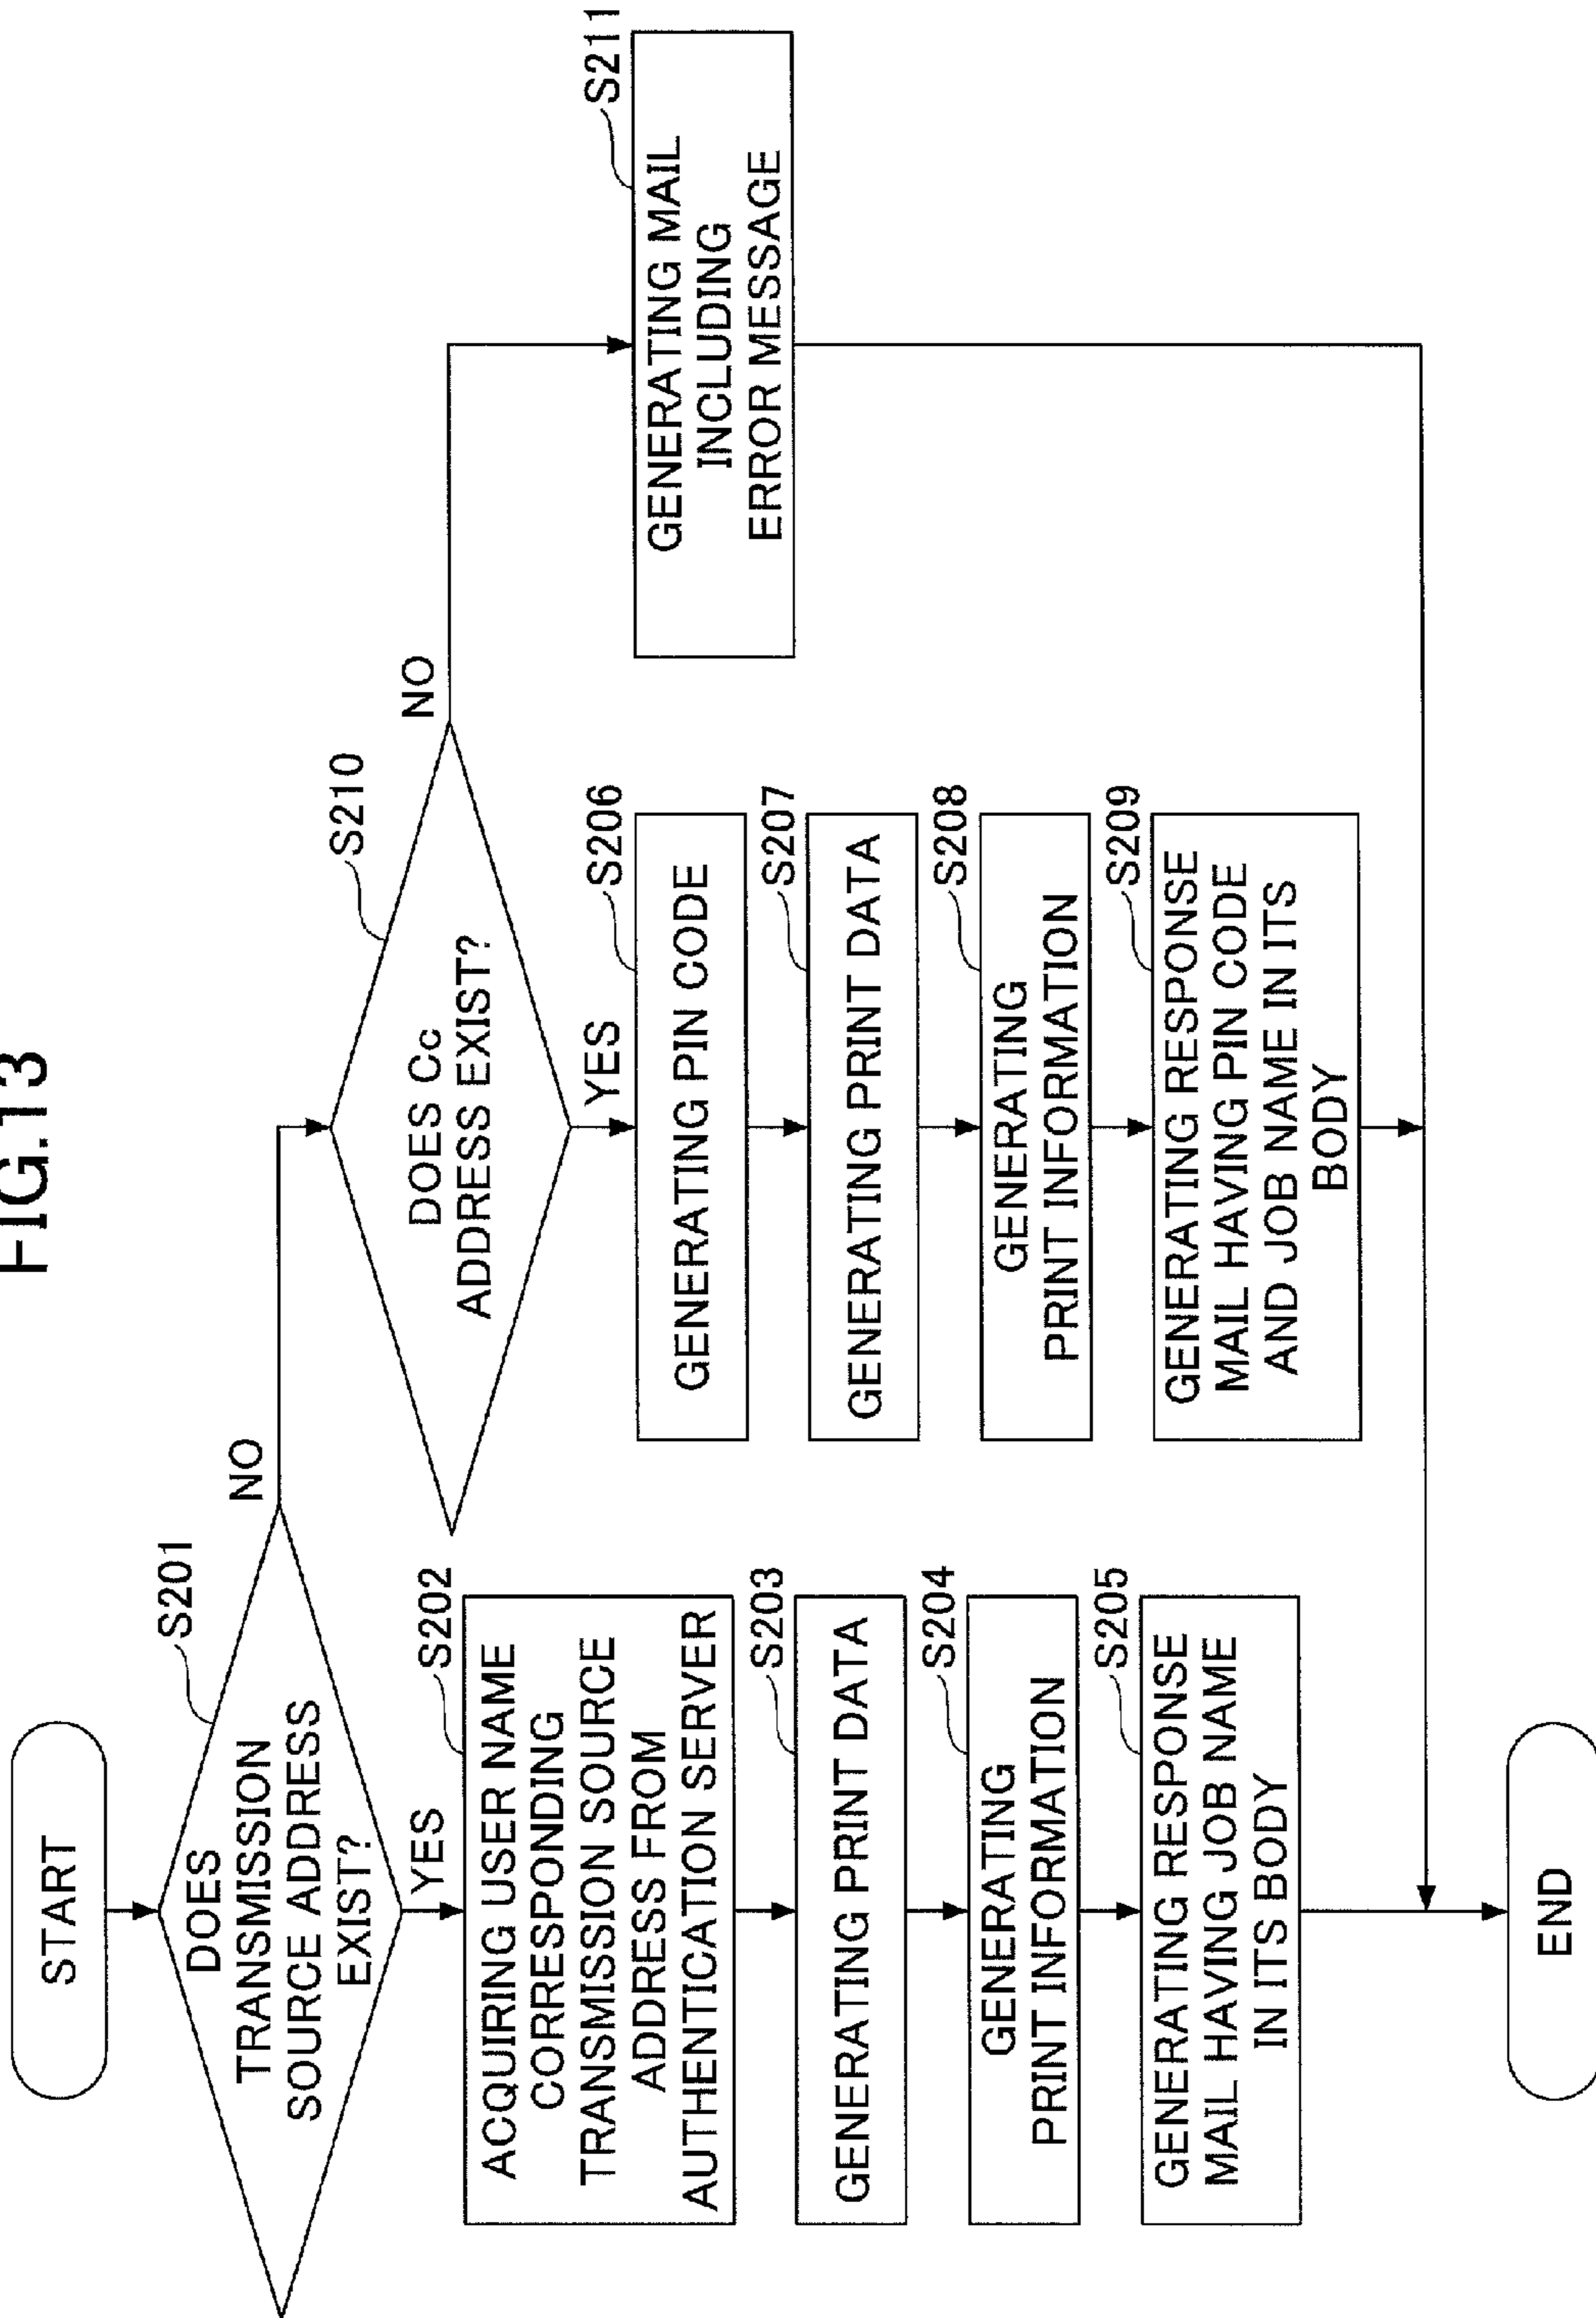 FIG.13
START
S201
DOES
TRANSMISSION
SOURCE ADDRESS
EXIST?
NO
YES
S202
ACQUIRING USER NAME
CORRESPONDING
TRANSMISSION SOURCE
ADDRESS FROM
AUTHENTICATION SERVER
S203
GENERATING PRINT DATA
S204
GENERATING
PRINT INFORMATION
S205
GENERATING RESPONSE
MAIL HAVING JOB NAME
IN ITS BODY
S210
DOES Cc
ADDRESS EXIST?
NO
YES
S206
GENERATING PIN CODE
S207
GENERATING PRINT DATA
S208
GENERATING
PRINT INFORMATION
S209
GENERATING RESPONSE
MAIL HAVING PIN CODE
AND JOB NAME IN ITS
BODY
S211
GENERATING MAIL
INCLUDING
ERROR MESSAGE
END